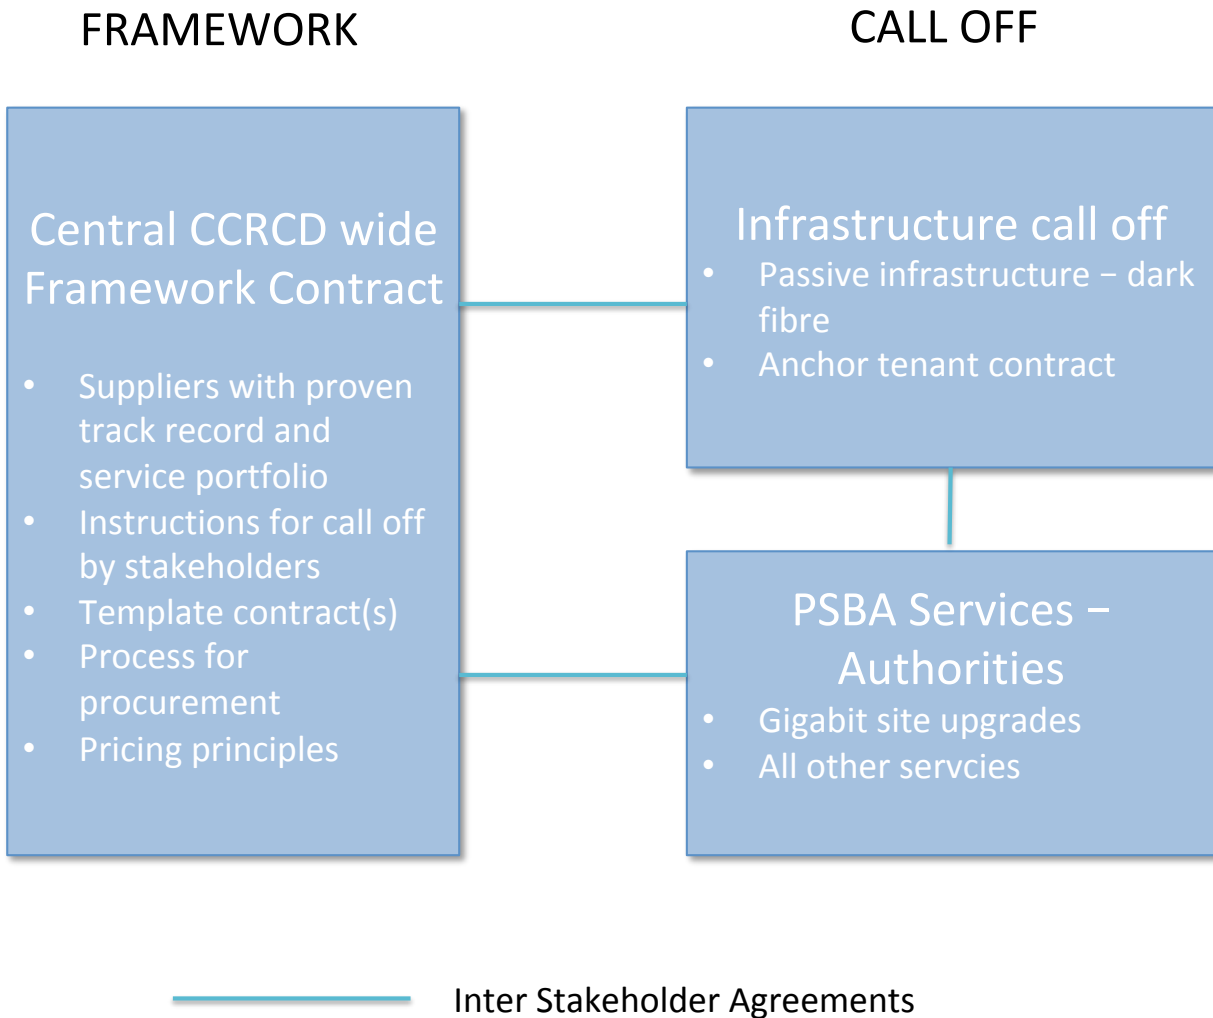 FRAMEWORK
CALL OFF
Central CCRCD wide
Framework Contract
• Suppliers with proven
track record and
service portfolio
• Instructions for call off
by stakeholders
• Template contract(s)
• Process for
procurement
• Pricing principles
Infrastructure call off
• Passive infrastructure – dark
fibre
• Anchor tenant contract
PSBA Services –
Authorities
• Gigabit site upgrades
• All other servcies
Inter Stakeholder Agreements